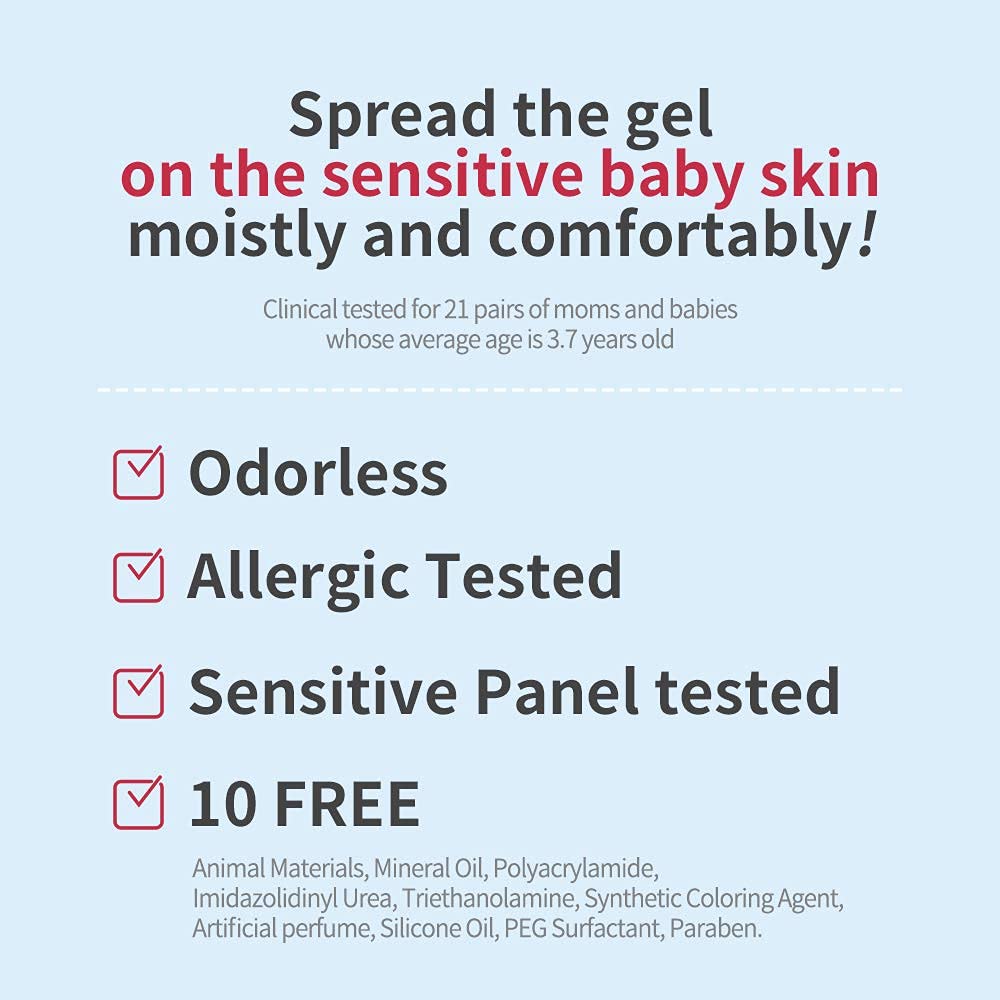 Spread the gel
on the sensitive baby skin
moistly and comfortably!
Clinical tested for 21 pairs of moms and babies
whose average age is 3.7 years old
Odorless
Allergic Tested
Sensitive Panel tested
10 FREE
Animal Materials, Mineral Oil, Polyacrylamide,
Imidazolidinyl Urea, Triethanolamine, Synthetic Coloring Agent,
Artificial perfume, Silicone Oil, PEG Surfactant, Paraben.